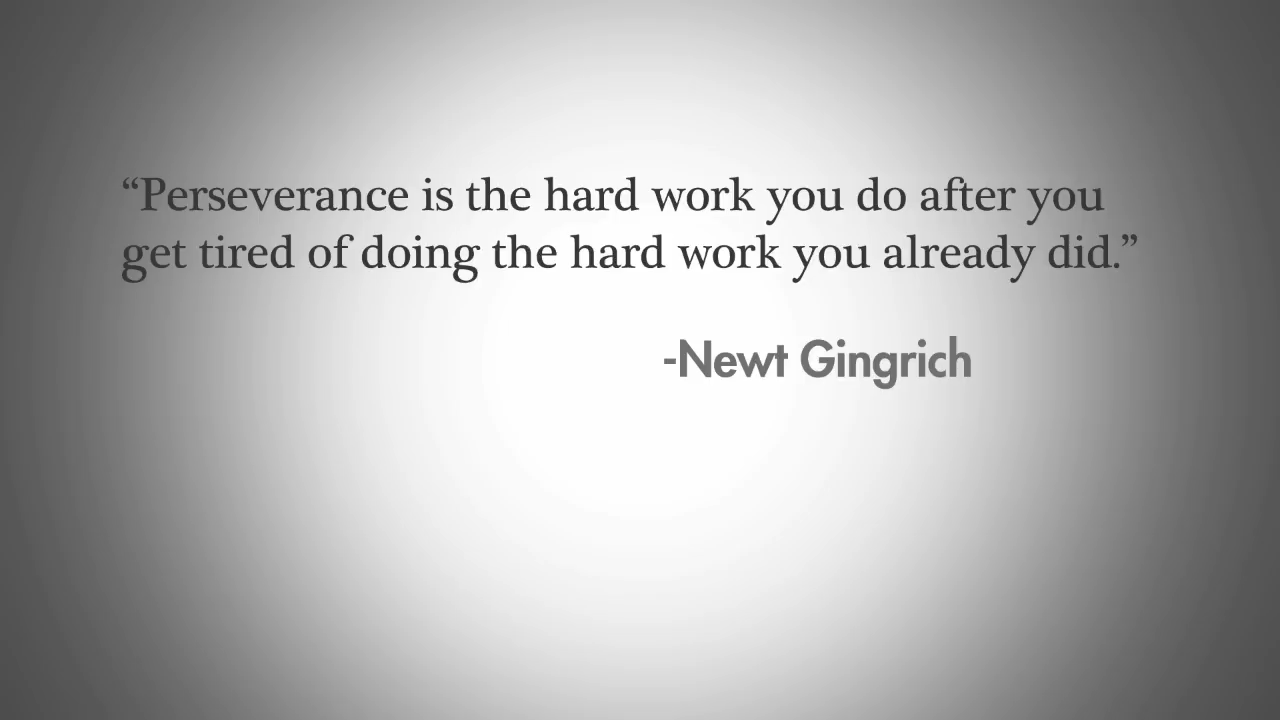 “Perseverance is the hard work you do after you
get tired of doing the hard work you already did.”
-Newt Gingrich